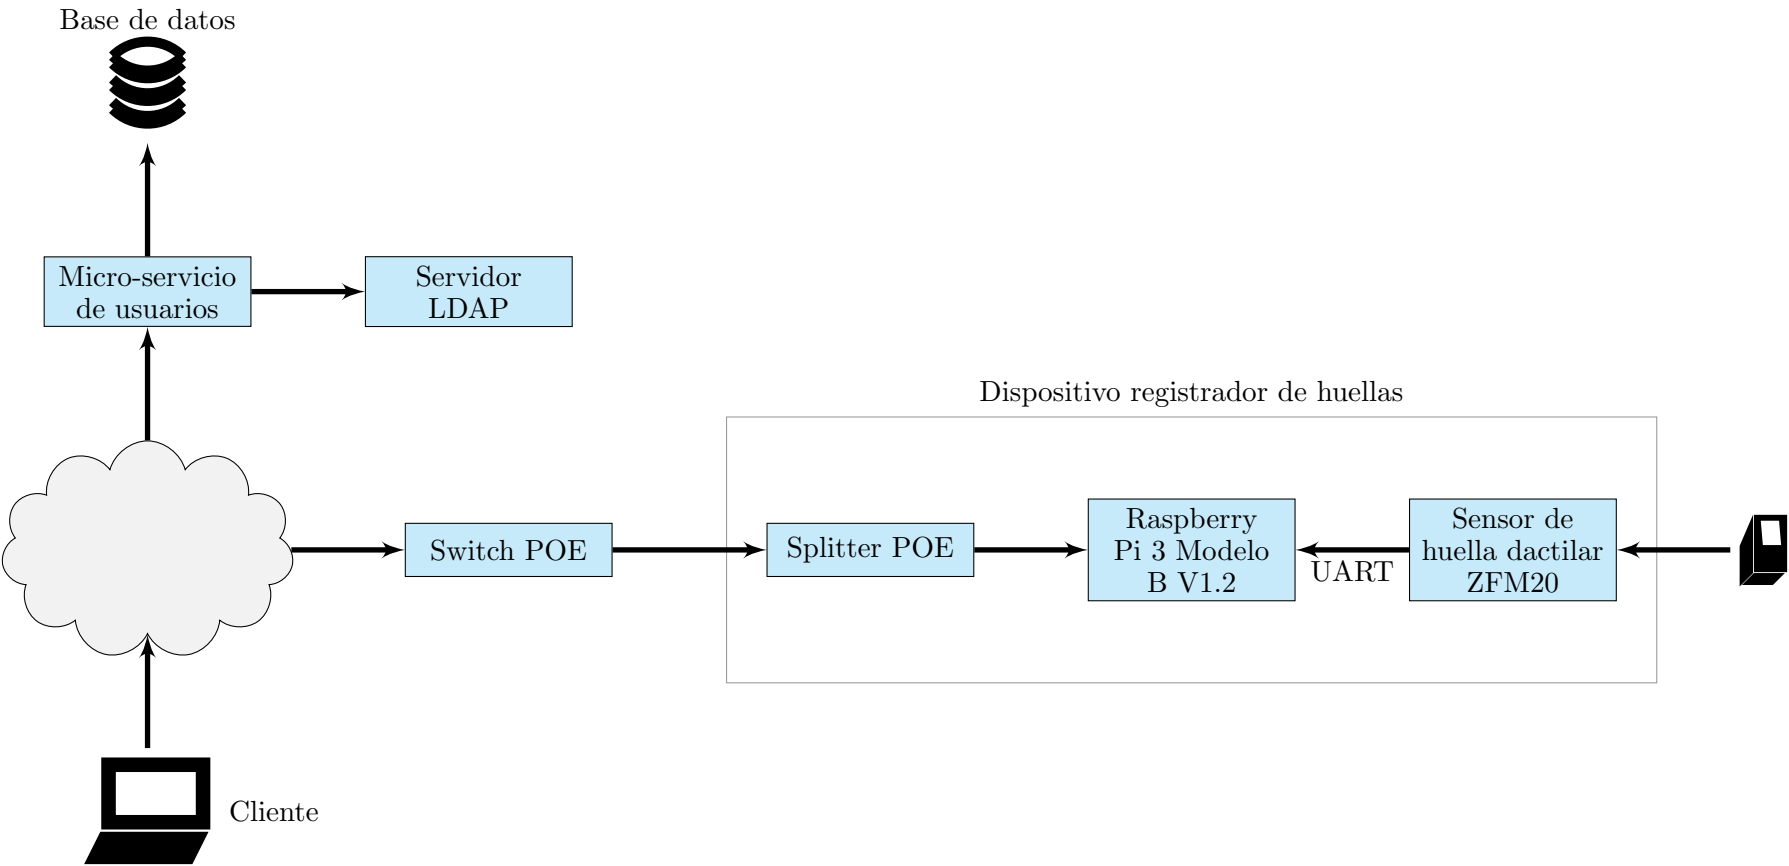 Base de datos
Micro-servicio
de usuarios
Servidor
LDAP
Dispositivo registrador de huellas
Switch POE
Splitter POE
Raspberry
Pi 3 Modelo
B V1.2
UART
Sensor de
huella dactilar
ZFM20
Cliente